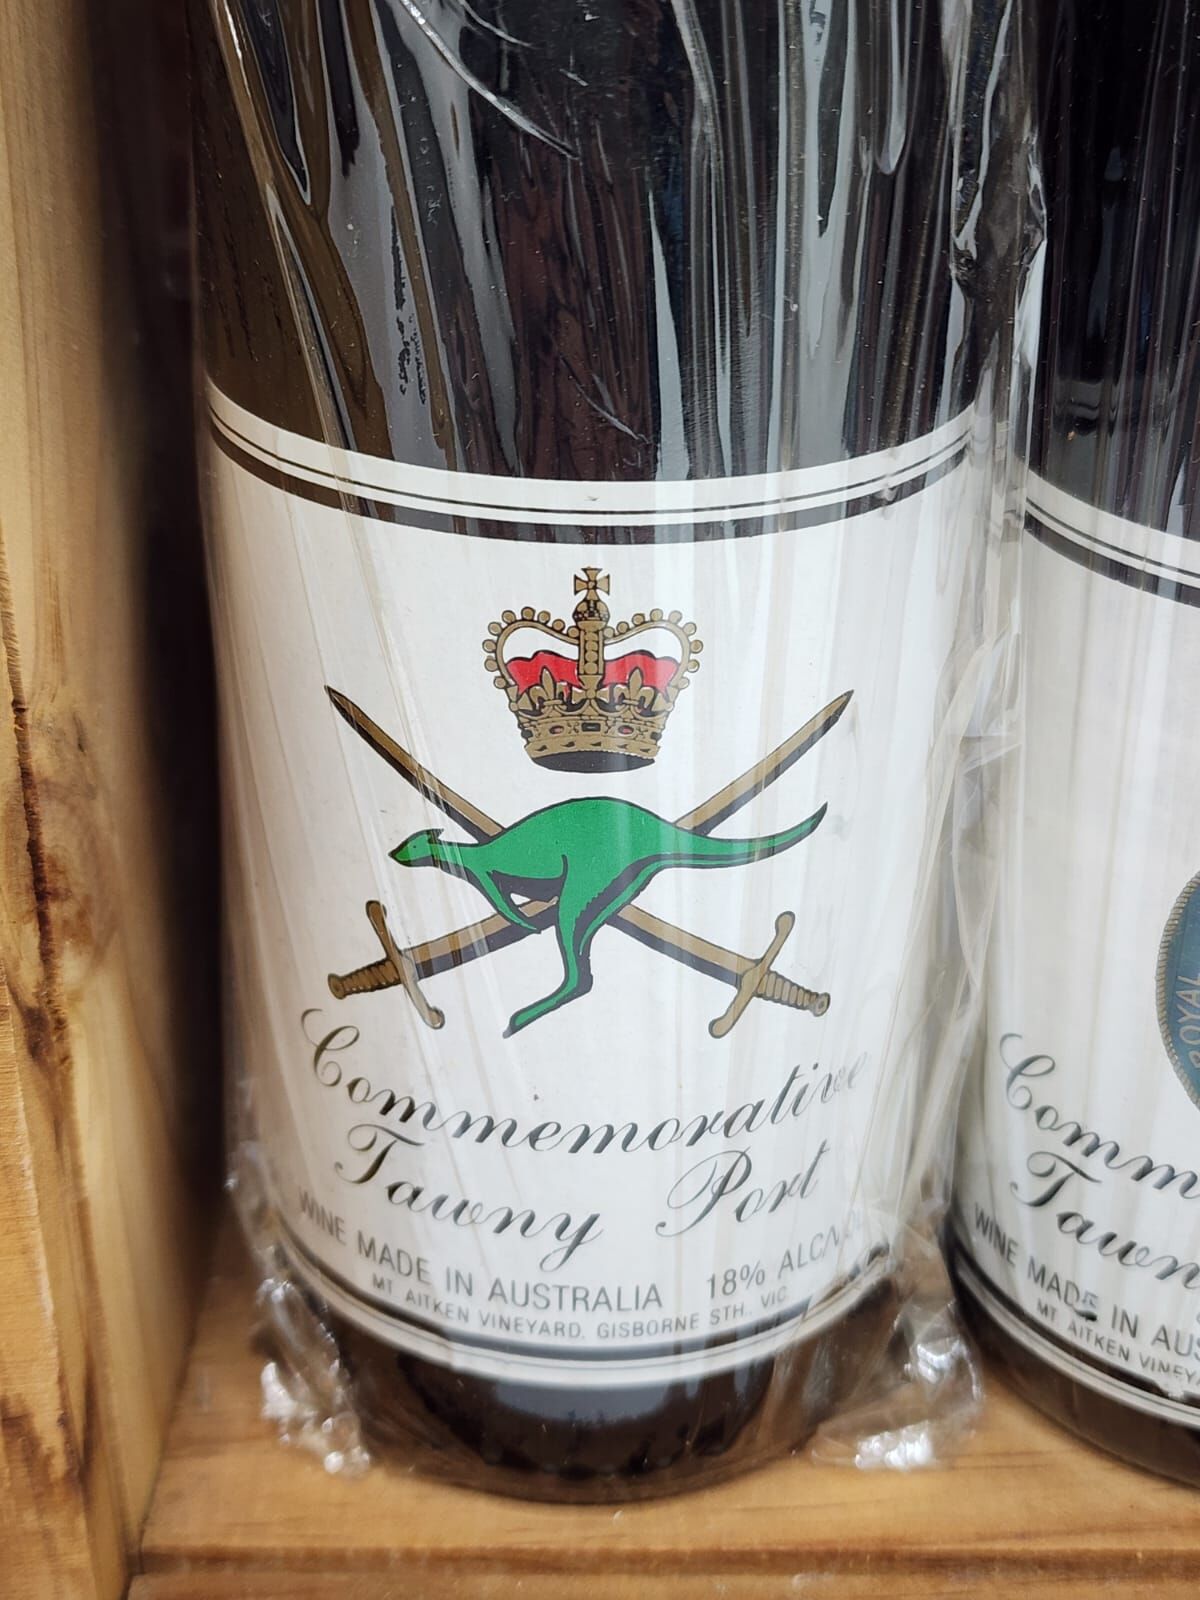 Commemorative
Tawny Port
WINE MADE IN AUSTRALIA 18% ALC/VOL
MT AITKEN VINEYARD, GISBORNE STH., VIC.
ROYAL
Comm
Tawn
WINE MADE IN AUS
MT AITKEN VINEYA